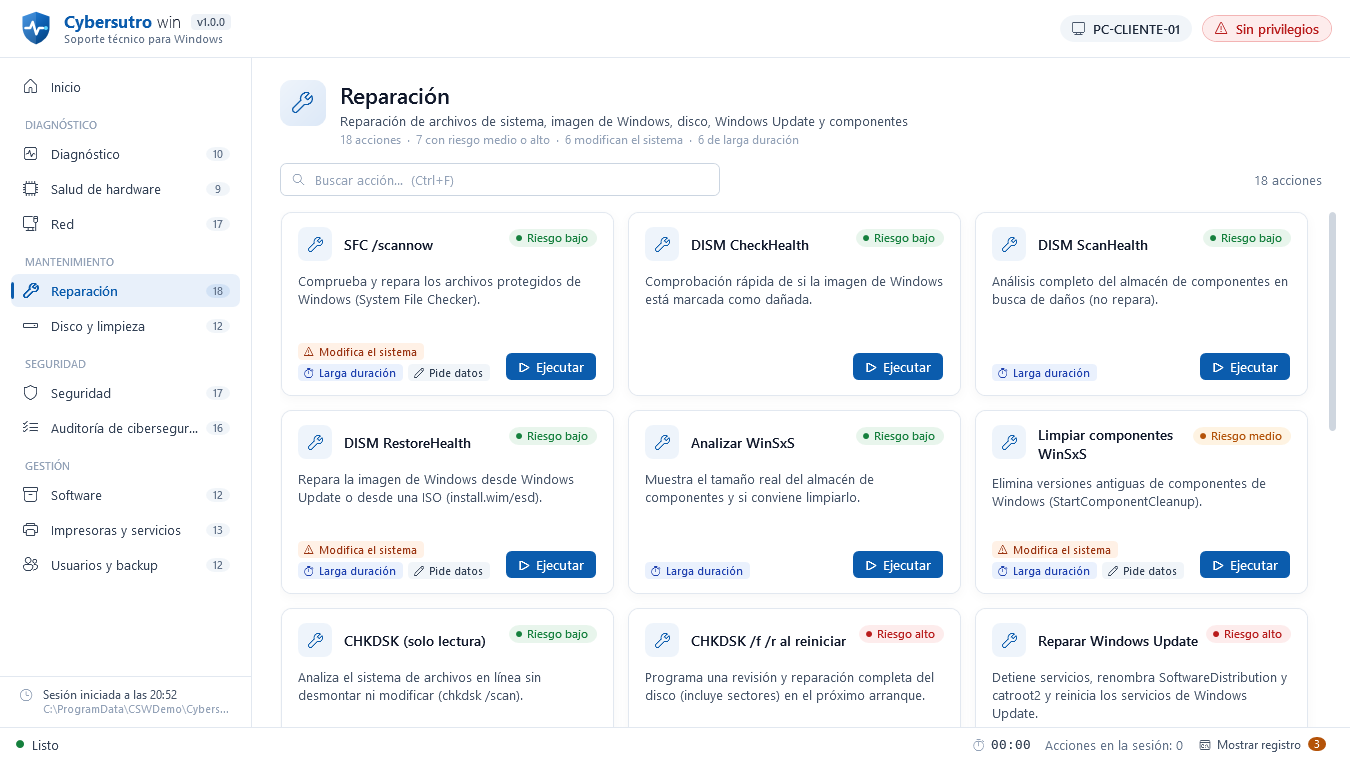 Cybersutro win v1.0.0
Soporte técnico para Windows
PC-CLIENTE-01
Sin privilegios
Inicio
DIAGNÓSTICO
Diagnóstico 10
Salud de hardware 9
Red 17
MANTENIMIENTO
Reparación 18
Disco y limpieza 12
SEGURIDAD
Seguridad 17
Auditoría de cibersegur... 16
GESTIÓN
Software 12
Impresoras y servicios 13
Usuarios y backup 12
Sesión iniciada a las 20:52
C:\ProgramData\CSWDemo\Cybers...
Reparación
Reparación de archivos de sistema, imagen de Windows, disco, Windows Update y componentes
18 acciones · 7 con riesgo medio o alto · 6 modifican el sistema · 6 de larga duración
Buscar acción... (Ctrl+F)
18 acciones
SFC /scannow
Riesgo bajo
Comprueba y repara los archivos protegidos de
Windows (System File Checker).
Modifica el sistema
Larga duración
Pide datos
Ejecutar
DISM CheckHealth
Riesgo bajo
Comprobación rápida de si la imagen de Windows
está marcada como dañada.
Ejecutar
DISM ScanHealth
Riesgo bajo
Análisis completo del almacén de componentes en
busca de daños (no repara).
Larga duración
Ejecutar
DISM RestoreHealth
Riesgo bajo
Repara la imagen de Windows desde Windows
Update o desde una ISO (install.wim/esd).
Modifica el sistema
Larga duración
Pide datos
Ejecutar
Analizar WinSxS
Riesgo bajo
Muestra el tamaño real del almacén de
componentes y si conviene limpiarlo.
Larga duración
Ejecutar
Limpiar componentes
WinSxS
Riesgo medio
Elimina versiones antiguas de componentes de
Windows (StartComponentCleanup).
Modifica el sistema
Larga duración
Pide datos
Ejecutar
CHKDSK (solo lectura)
Riesgo bajo
Analiza el sistema de archivos en línea sin
desmontar ni modificar (chkdsk /scan).
CHKDSK /f /r al reiniciar
Riesgo alto
Programa una revisión y reparación completa del
disco (incluye sectores) en el próximo arranque.
Reparar Windows Update
Riesgo alto
Detiene servicios, renombra SoftwareDistribution y
catroot2 y reinicia los servicios de Windows
Update.
Listo
00:00
Acciones en la sesión: 0
Mostrar registro 3